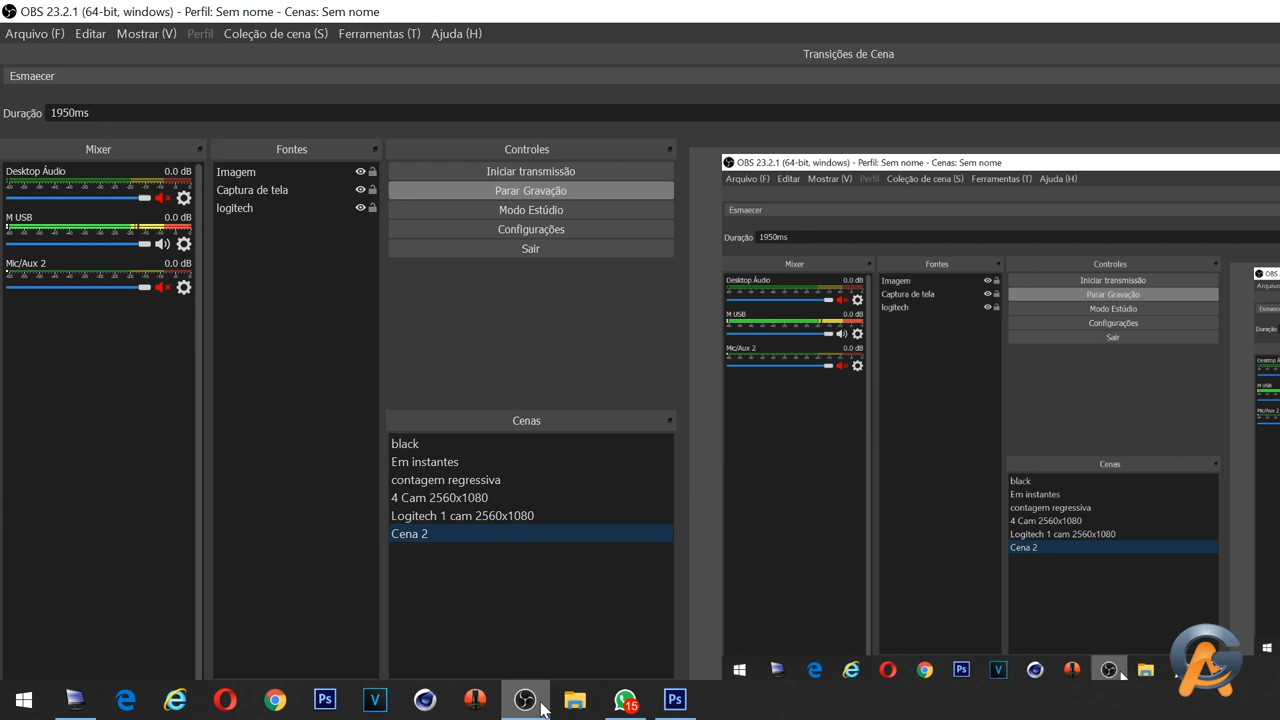 OBS 23.2.1 (64-bit, windows) - Perfil: Sem nome - Cenas: Sem nome
Arquivo (F) Editar Mostrar (V) Perfil Coleção de cena (S) Ferramentas (T) Ajuda (H)
Transições de Cena
Esmaecer
Duração 1950ms
Mixer
Desktop Áudio 0.0 dB
M USB 0.0 dB
Mic/Aux 2 0.0 dB
Fontes
Imagem
Captura de tela
logitech
Controles
Iniciar transmissão
Parar Gravação
Modo Estúdio
Configurações
Sair
Cenas
black
Em instantes
contagem regressiva
4 Cam 2560x1080
Logitech 1 cam 2560x1080
Cena 2
OBS 23.2.1 (64-bit, windows) - Perfil: Sem nome - Cenas: Sem nome
Arquivo (F) Editar Mostrar (V) Perfil Coleção de cena (S) Ferramentas (T) Ajuda (H)
Esmaecer
Duração 1950ms
Mixer
Desktop Áudio 0.0 dB
M USB 0.0 dB
Mic/Aux 2 0.0 dB
Fontes
Imagem
Captura de tela
logitech
Controles
Iniciar transmissão
Parar Gravação
Modo Estúdio
Configurações
Sair
Cenas
black
Em instantes
contagem regressiva
4 Cam 2560x1080
Logitech 1 cam 2560x1080
Cena 2
Ps V
Ps V 15 Ps